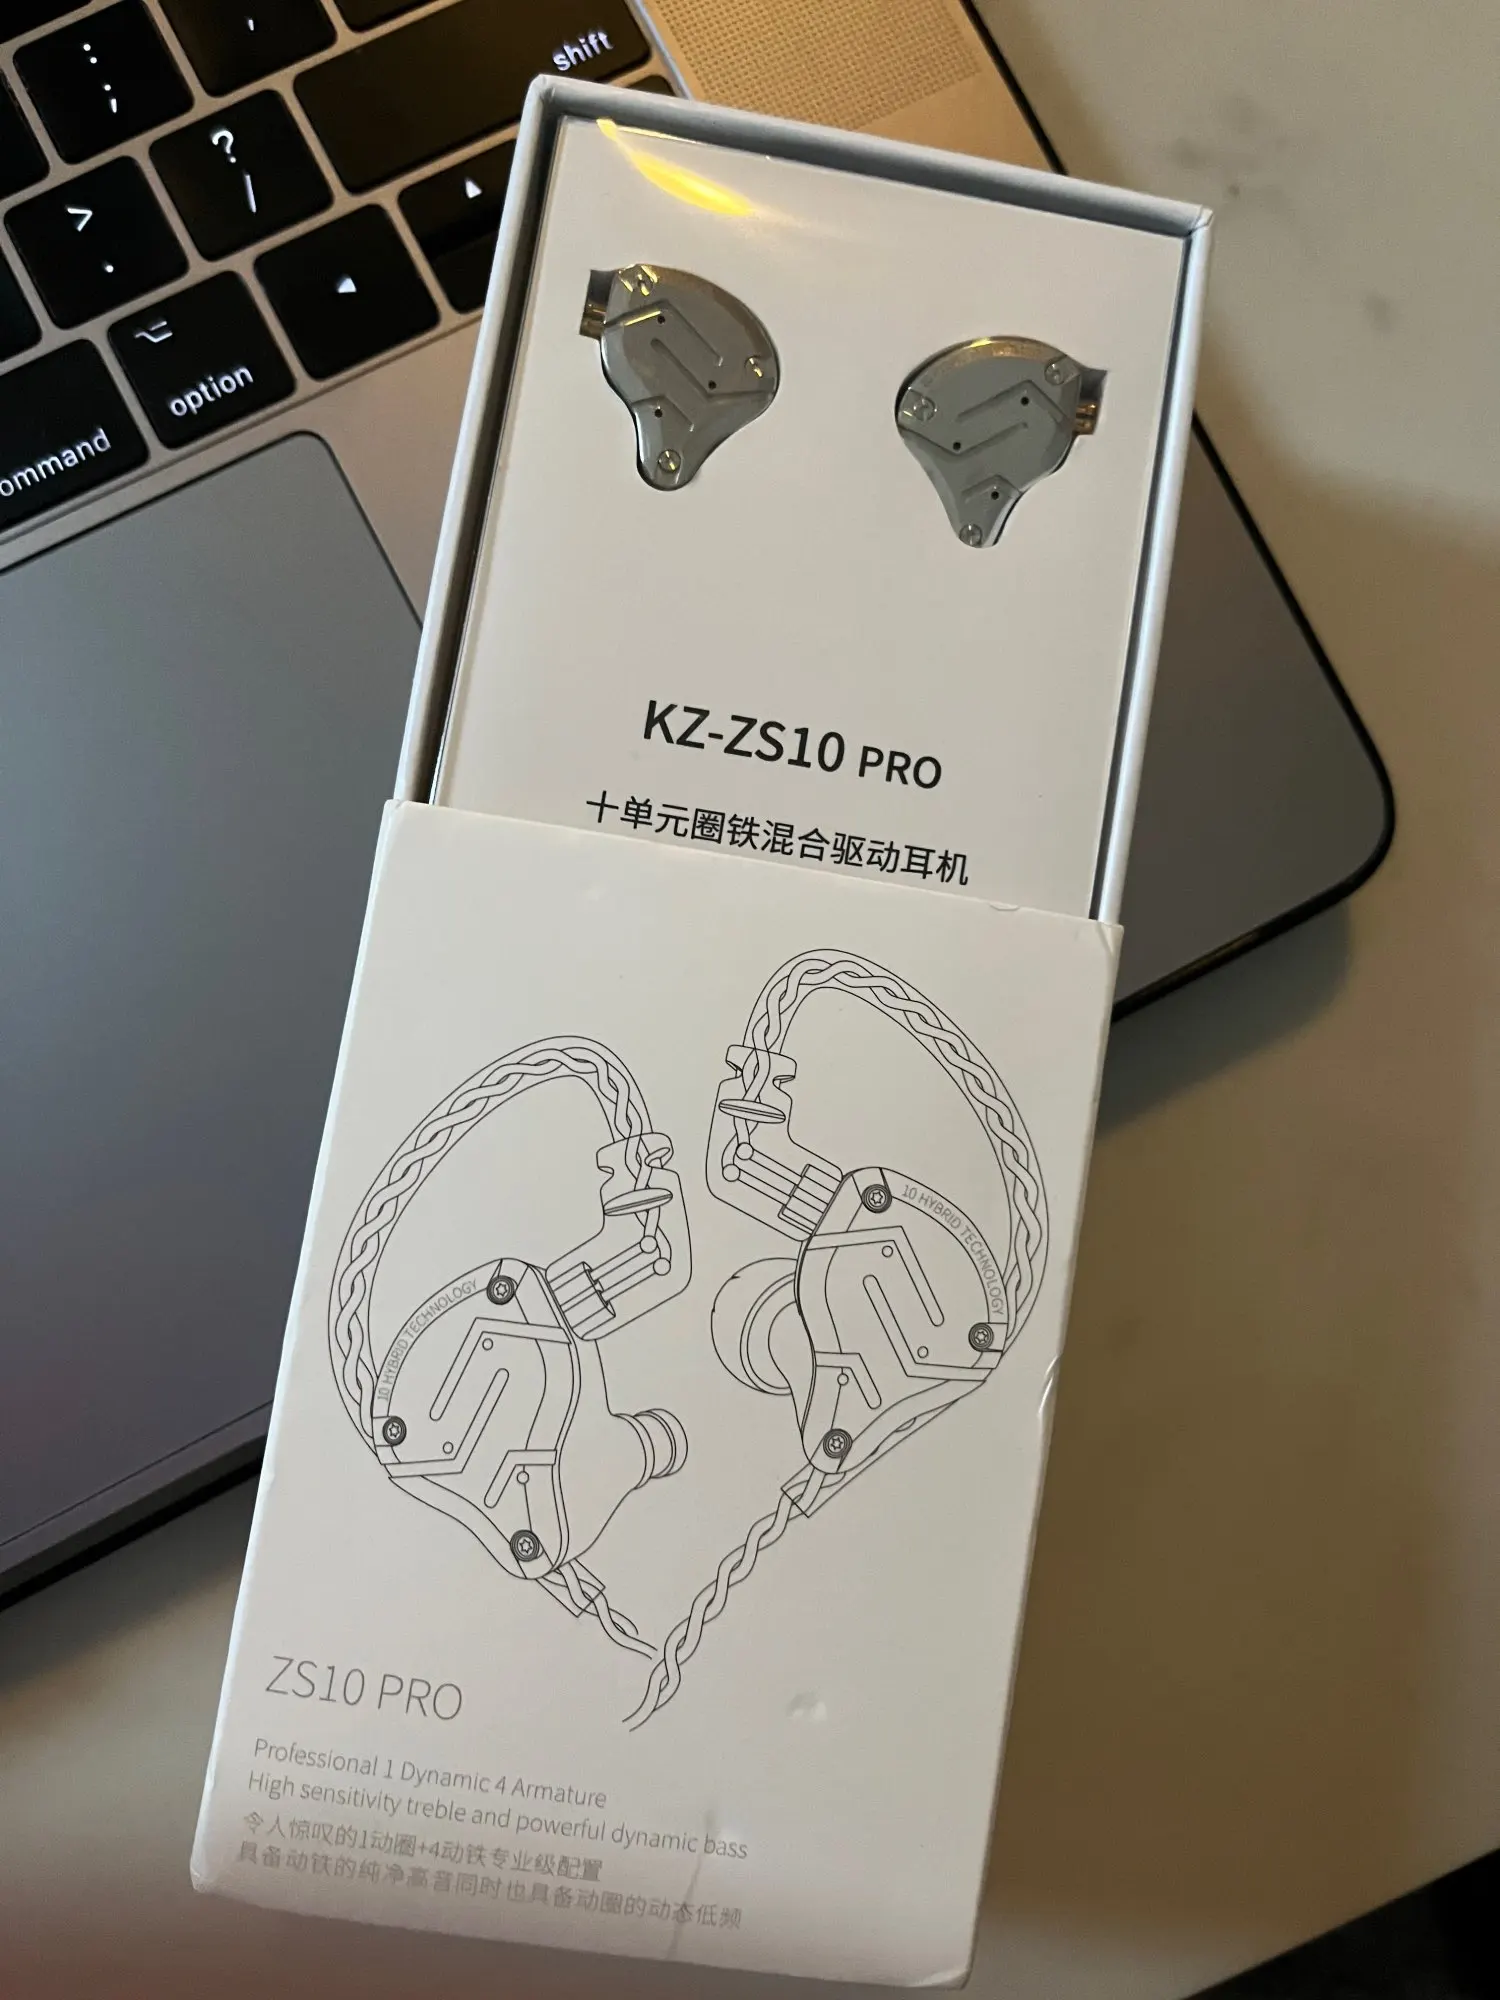 :
;
,
shift
?
/
>
.
option
ommand
KZ-ZS10 PRO
十单元圈铁混合驱动耳机
10 HYBRID TECHNOLOGY
10 HYBRID TECHNOLOGY
ZS10 PRO
Professional 1 Dynamic 4 Armature
High sensitivity treble and powerful dynamic bass
令人惊叹的1动圈+4动铁专业级配置
具备动铁的纯净高音同时也具备动圈的动态低频